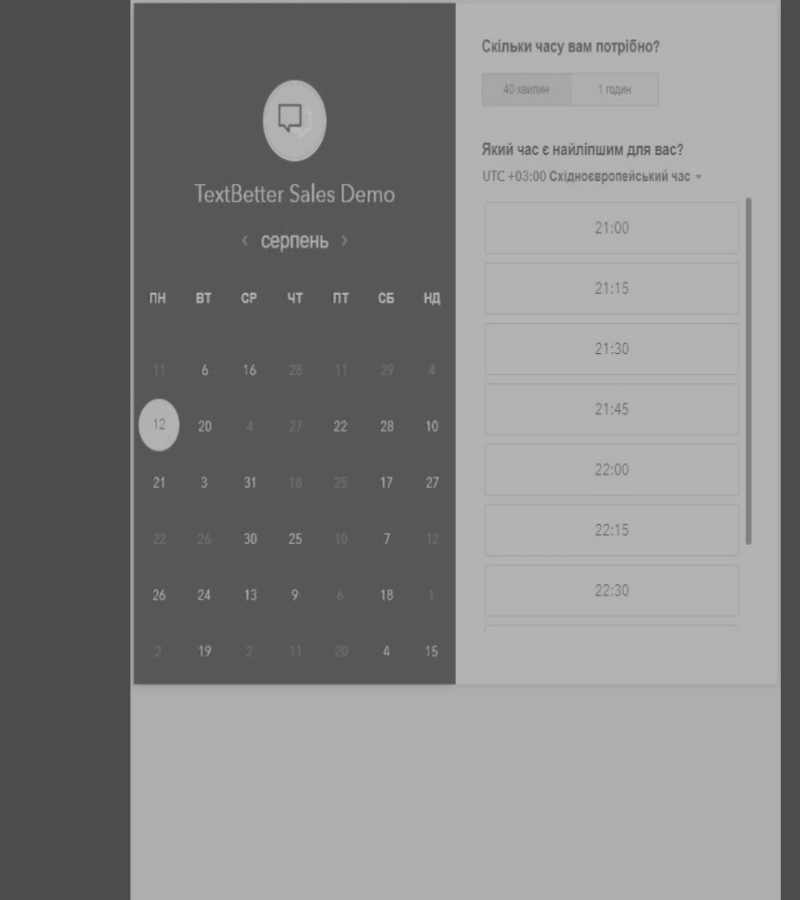 TextBetter Sales Demo
‹ серпень ›
ПН ВТ СР ЧТ ПТ СБ НД
11 6 16 28 11 29 4
12 20 4 27 22 28 10
21 3 31 18 25 17 27
22 26 30 25 10 7 12
26 24 13 9 6 18 1
2 19 2 11 20 4 15
Скільки часу вам потрібно?
40 хвилин 1 годин
Який час є найліпшим для вас?
UTC +03:00 Східноєвропейський час
21:00
21:15
21:30
21:45
22:00
22:15
22:30